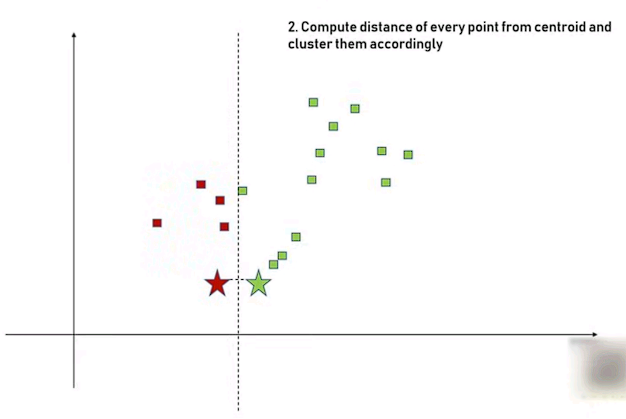 2. Compute distance of every point from centroid and
cluster them accordingly